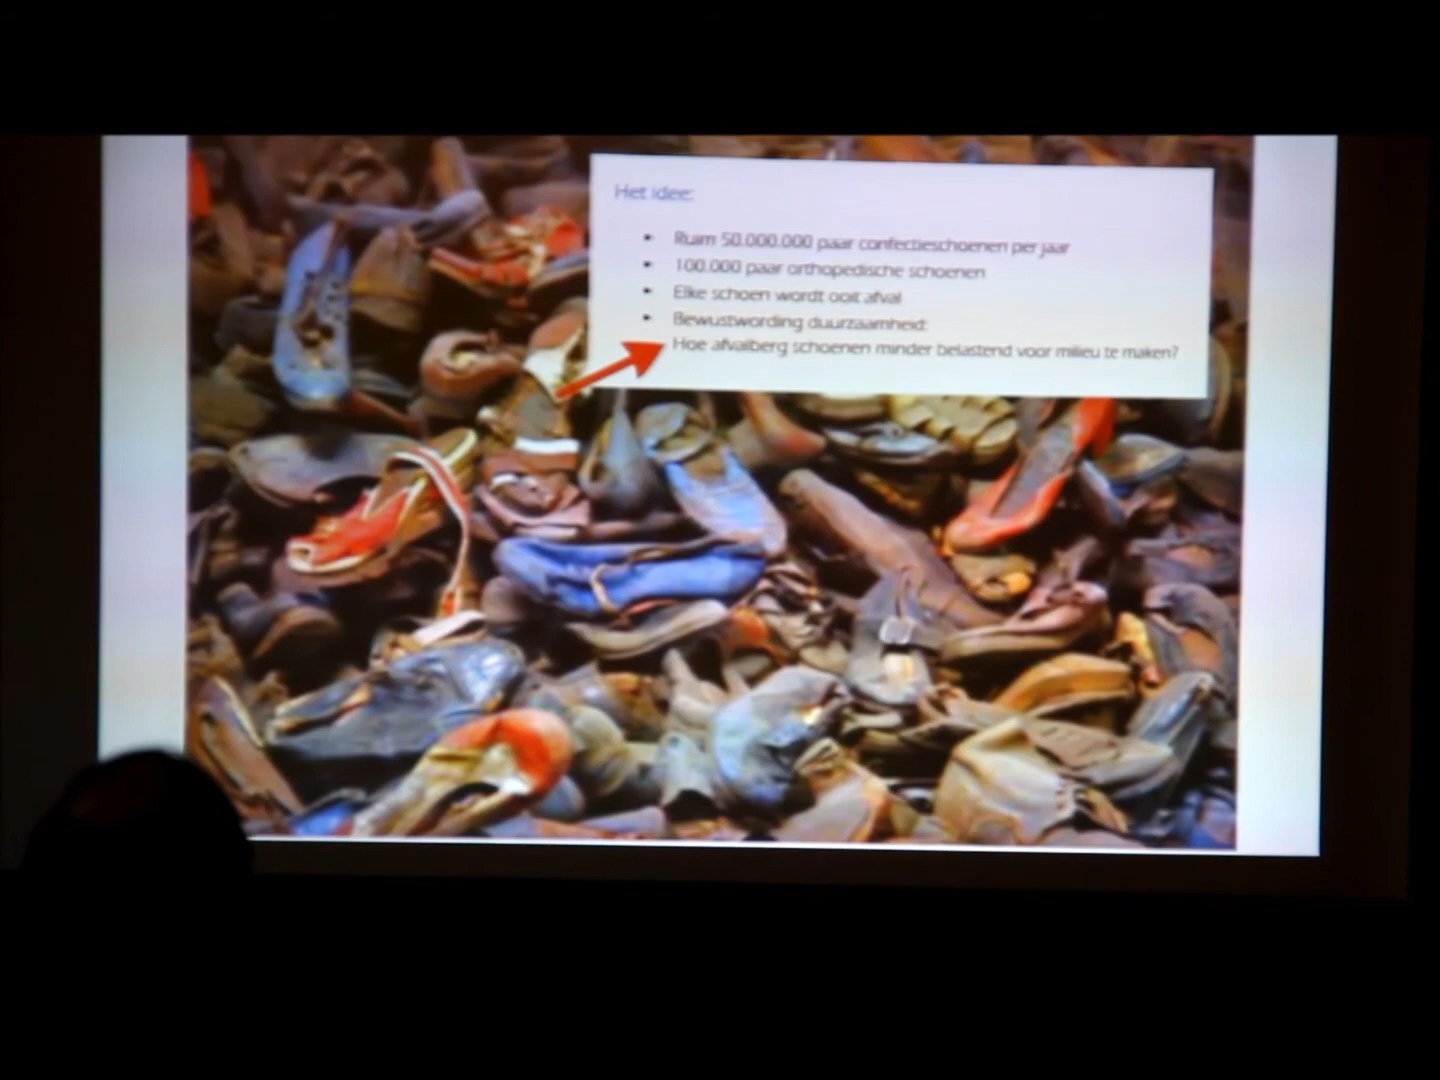 Het idee:
• Ruim 50.000.000 paar confectieschoenen per jaar
• 100.000 paar orthopedische schoenen
• Elke schoen wordt ooit afval
• Bewustwording duurzaamheid:
Hoe afvalberg schoenen minder belastend voor milieu te maken?